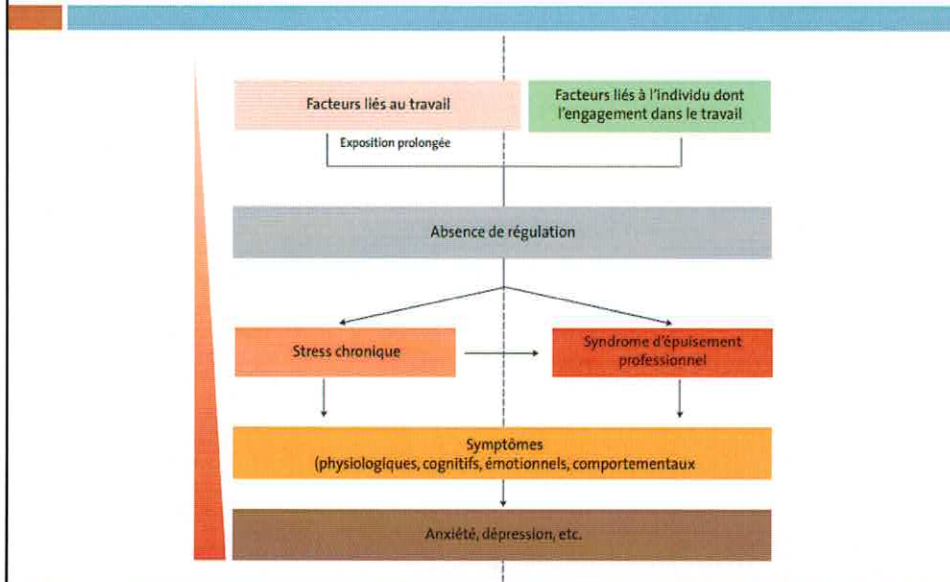 Facteurs liés au travail
Facteurs liés à l'individu dont
l'engagement dans le travail
Exposition prolongée
Absence de régulation
Stress chronique
Syndrome d'épuisement
professionnel
Symptômes
(physiologiques, cognitifs, émotionnels, comportementaux
Anxiété, dépression, etc.